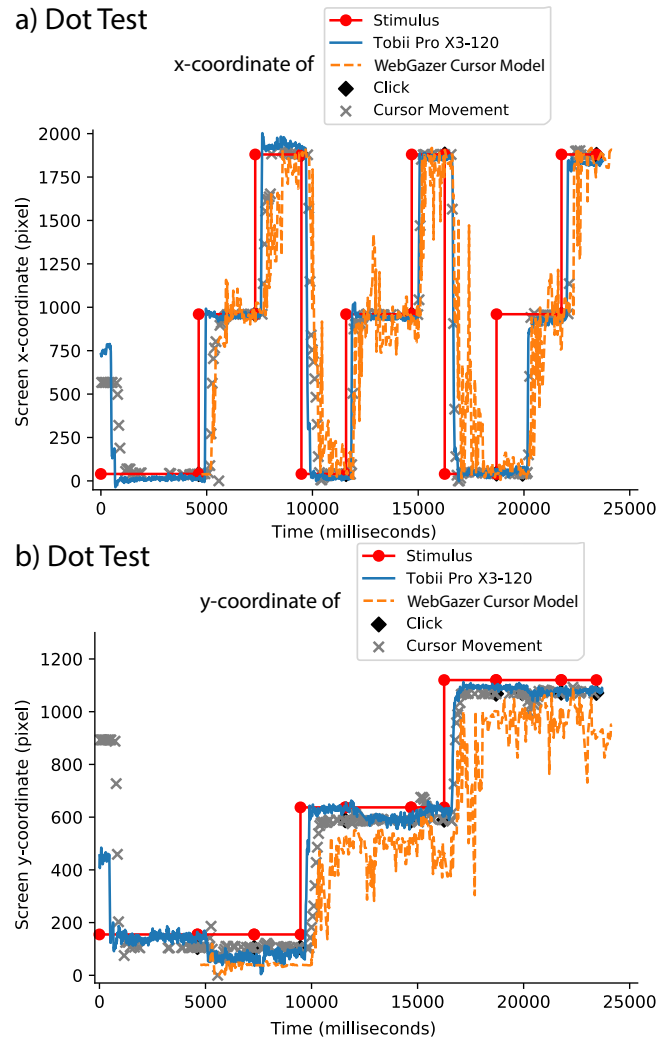 a) Dot Test
x-coordinate of
Stimulus
Tobii Pro X3-120
WebGazer Cursor Model
Click
Cursor Movement
Screen x-coordinate (pixel)
2000
1750
1500
1250
1000
750
500
250
0
0 5000 10000 15000 20000 25000
Time (milliseconds)
b) Dot Test
y-coordinate of
Stimulus
Tobii Pro X3-120
WebGazer Cursor Model
Click
Cursor Movement
Screen y-coordinate (pixel)
1200
1000
800
600
400
200
0
0 5000 10000 15000 20000 25000
Time (milliseconds)